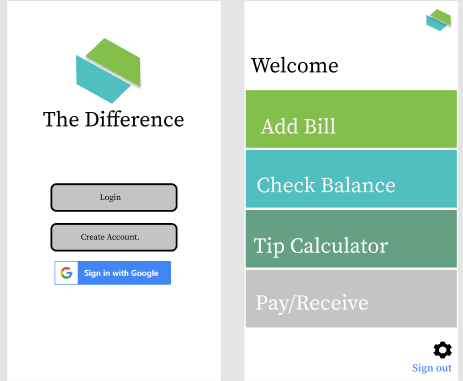 The Difference
Login
Create Account.
Sign in with Google
Welcome
Add Bill
Check Balance
Tip Calculator
Pay/Receive
Sign out